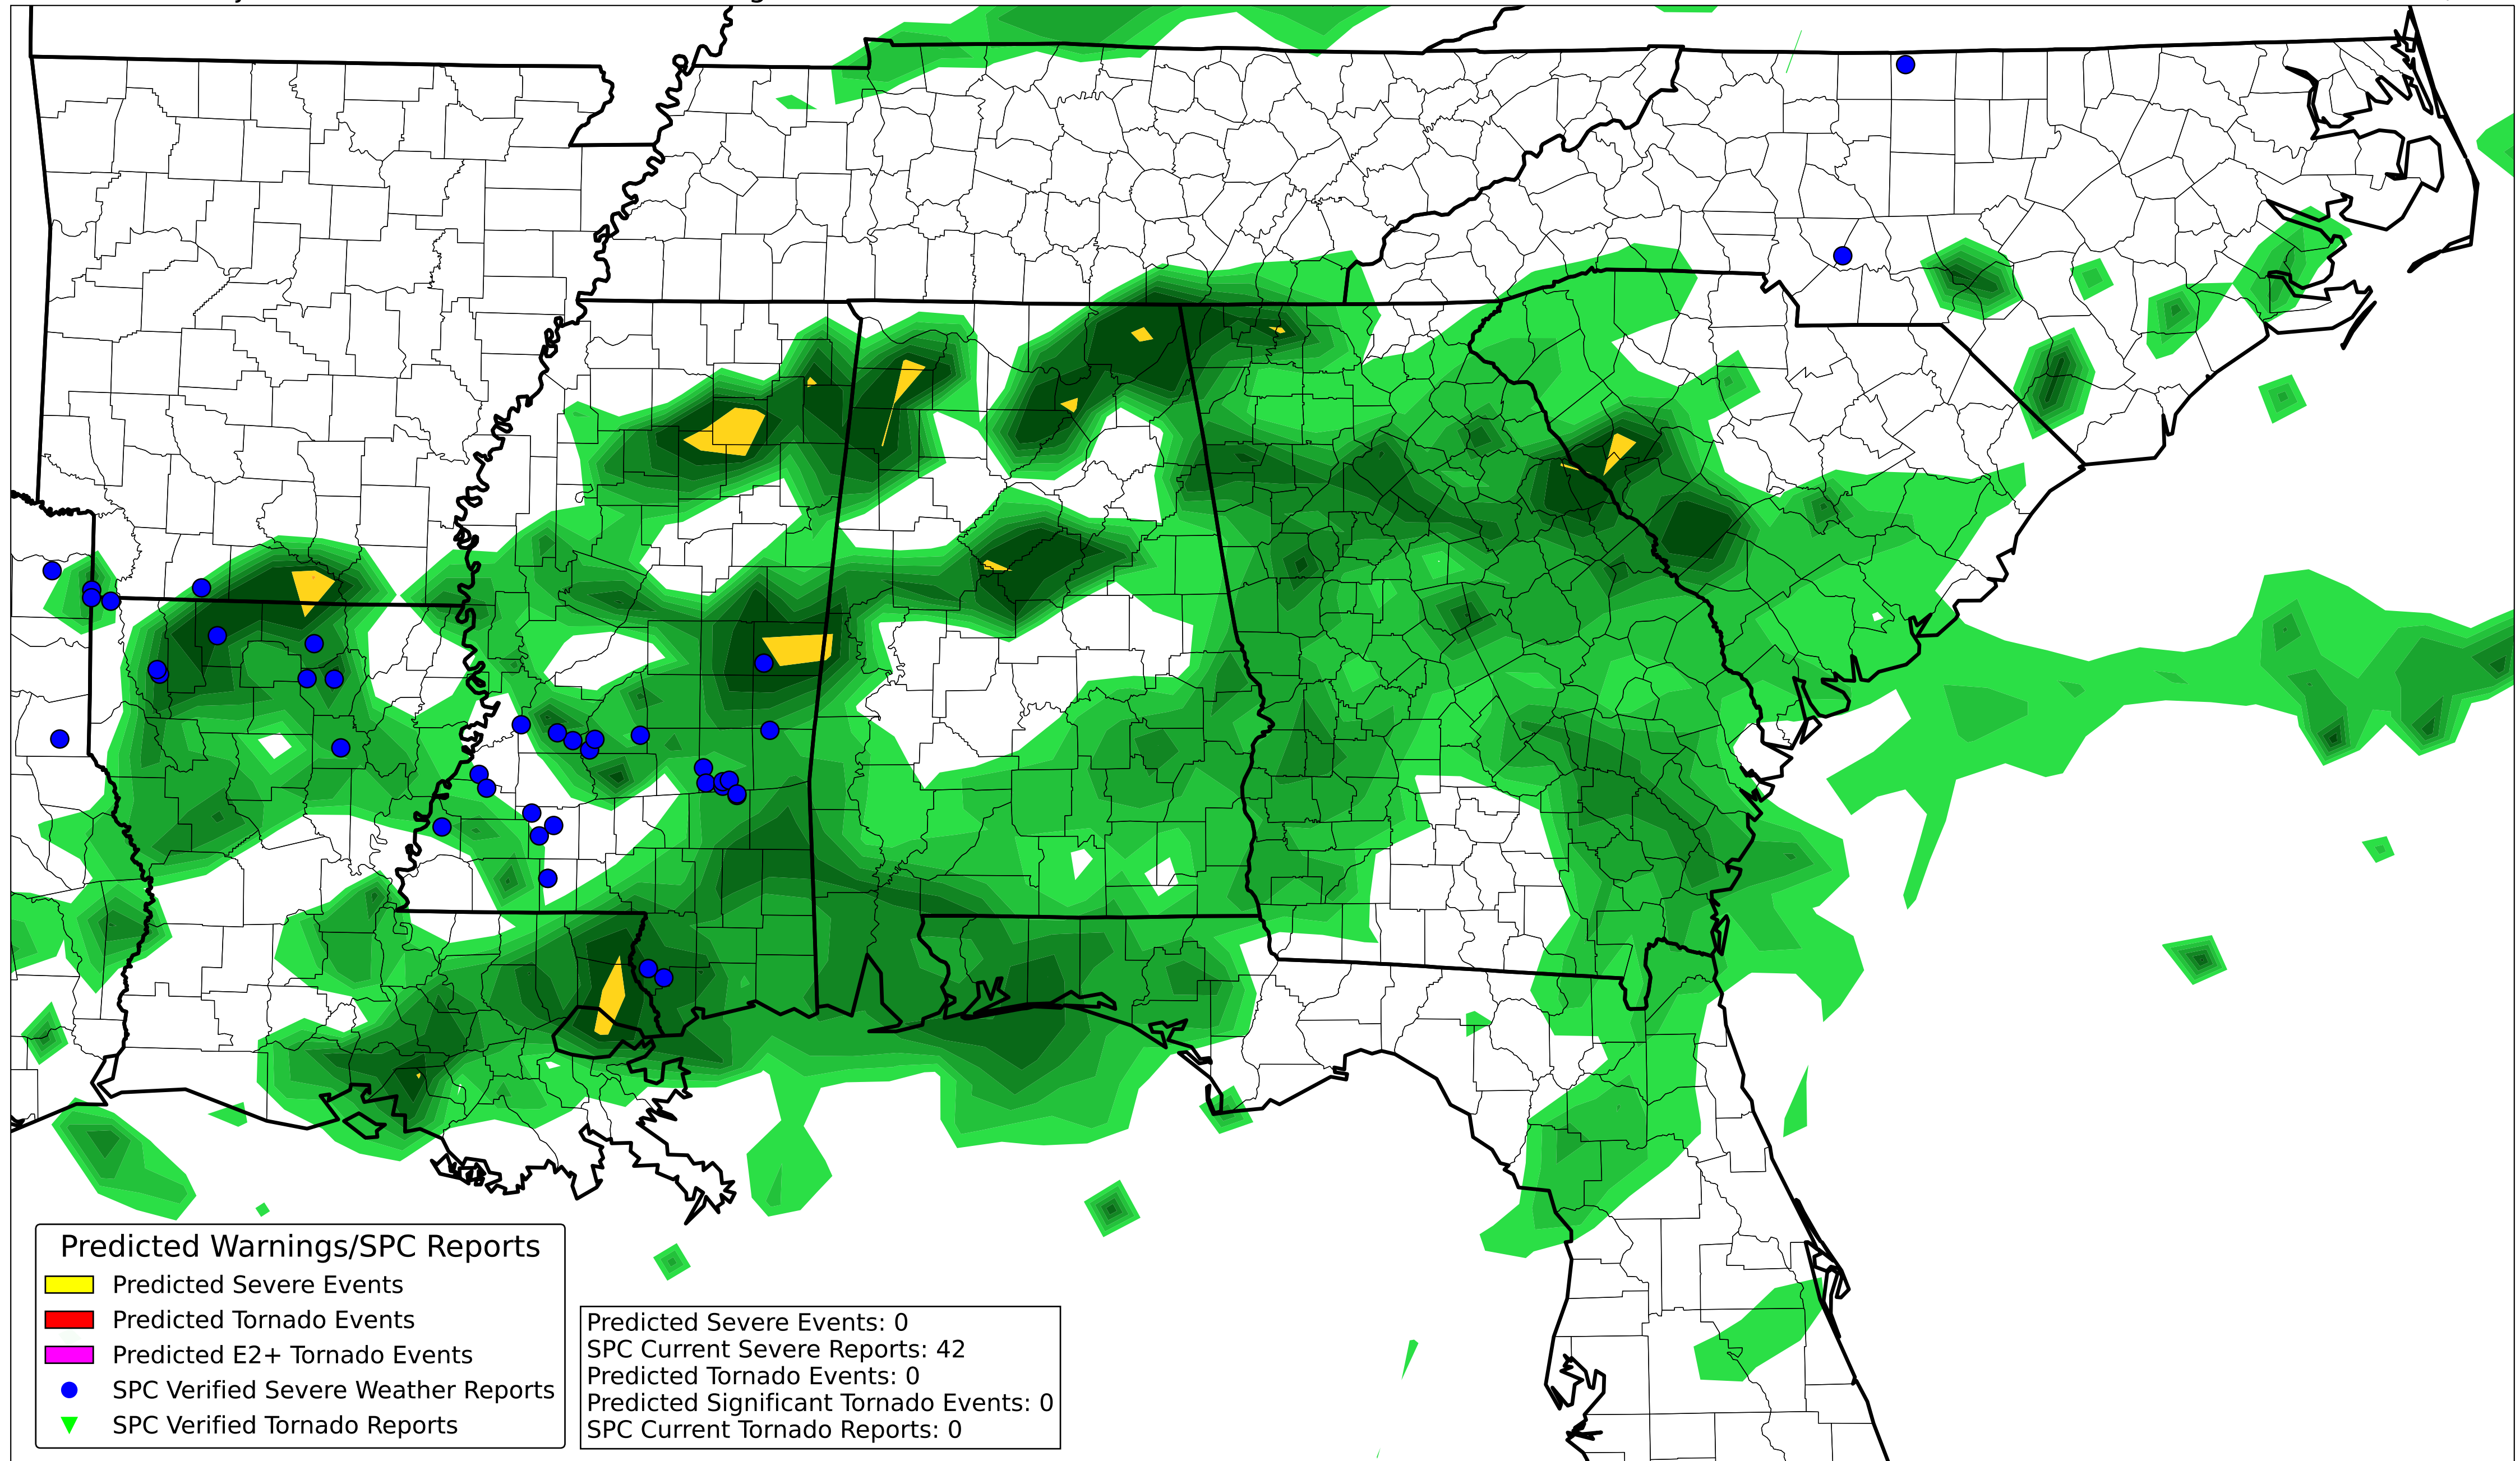 Predicted Warnings/SPC Reports
Predicted Severe Events
Predicted Tornado Events
Predicted E2+ Tornado Events
SPC Verified Severe Weather Reports
SPC Verified Tornado Reports
Predicted Severe Events: 0
SPC Current Severe Reports: 42
Predicted Tornado Events: 0
Predicted Significant Tornado Events: 0
SPC Current Tornado Reports: 0